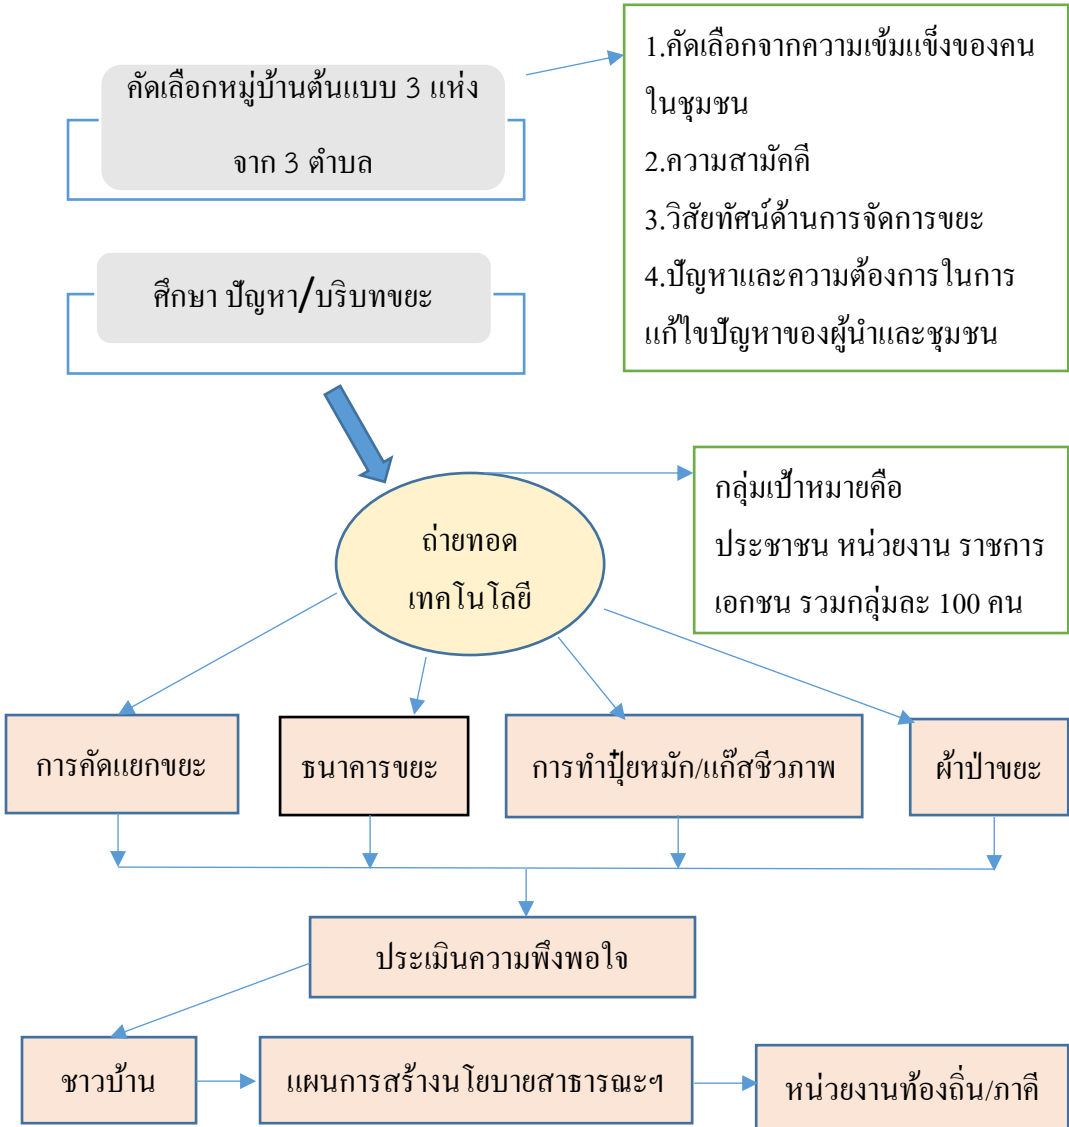 คัดเลือกหมู่บ้านต้นแบบ 3 แห่ง
จาก 3 ตำบล
1.คัดเลือกจากความเข้มแข็งของคน
ในชุมชน
2.ความสามัคคี
3.วิสัยทัศน์ด้านการจัดการขยะ
4.ปัญหาและความต้องการในการ
แก้ไขปัญหาของผู้นำและชุมชน
ศึกษา ปัญหา/บริบทขยะ
ถ่ายทอด
เทคโนโลยี
กลุ่มเป้าหมายคือ
ประชาชน หน่วยงาน ราชการ
เอกชน รวมกลุ่มละ 100 คน
การคัดแยกขยะ
ธนาคารขยะ
การทำปุ๋ยหมัก/แก๊สชีวภาพ
ผ้าป่าขยะ
ประเมินความพึงพอใจ
ชาวบ้าน
แผนการสร้างนโยบายสาธารณะฯ
หน่วยงานท้องถิ่น/ภาคี